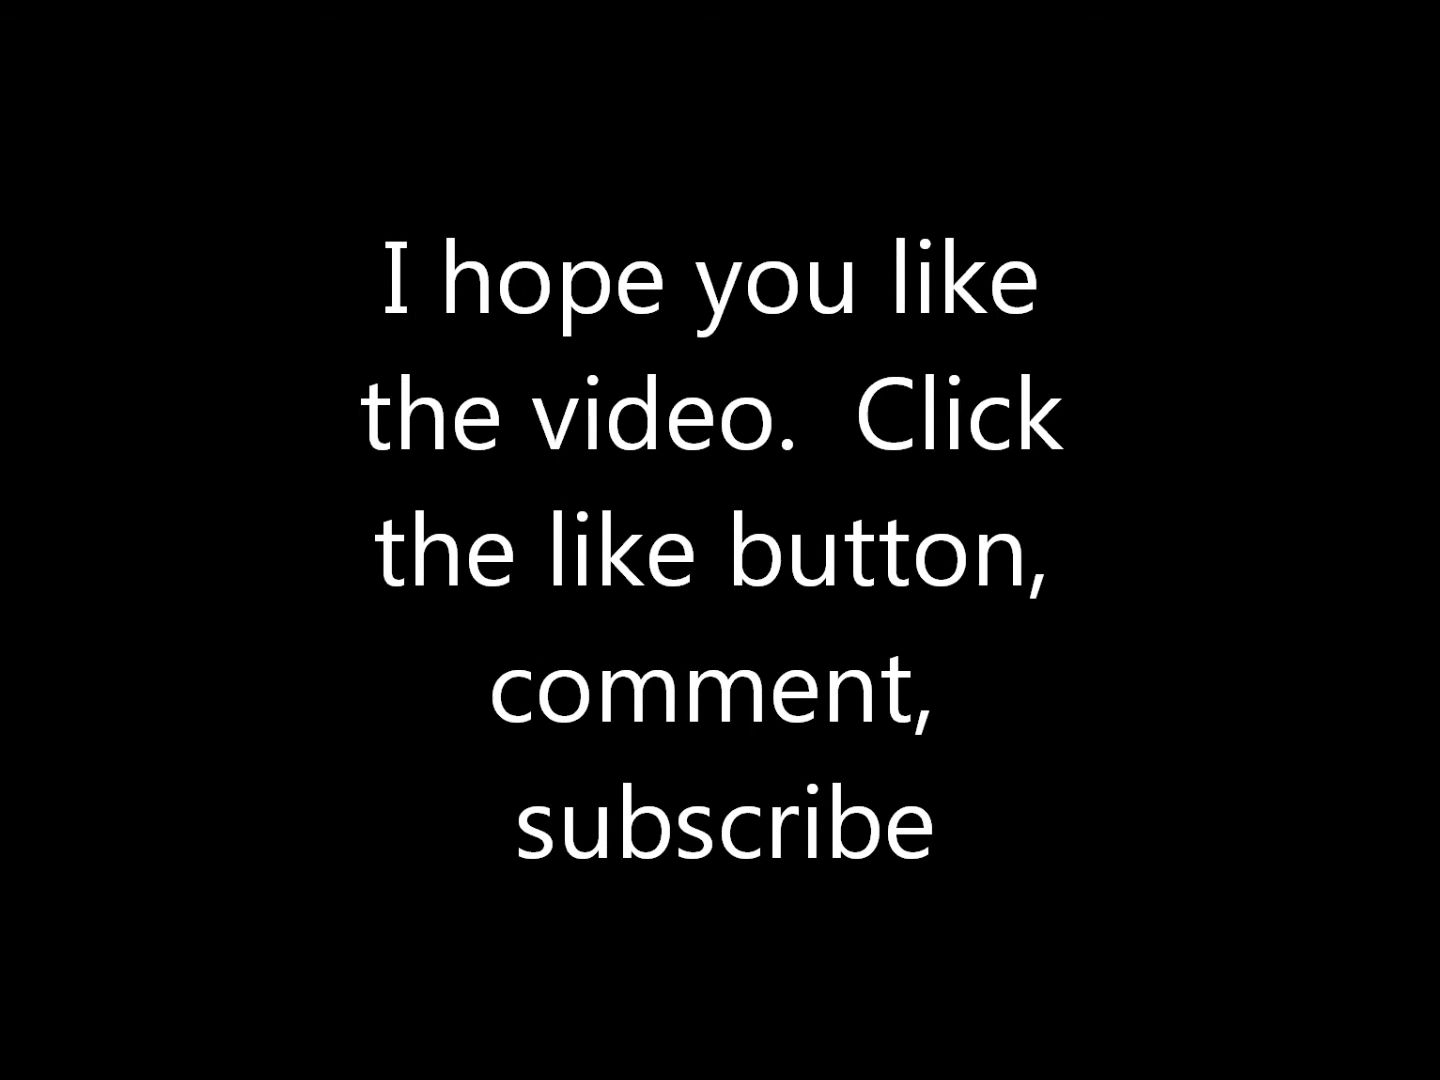 I hope you like
the video.  Click
the like button,
comment,
subscribe